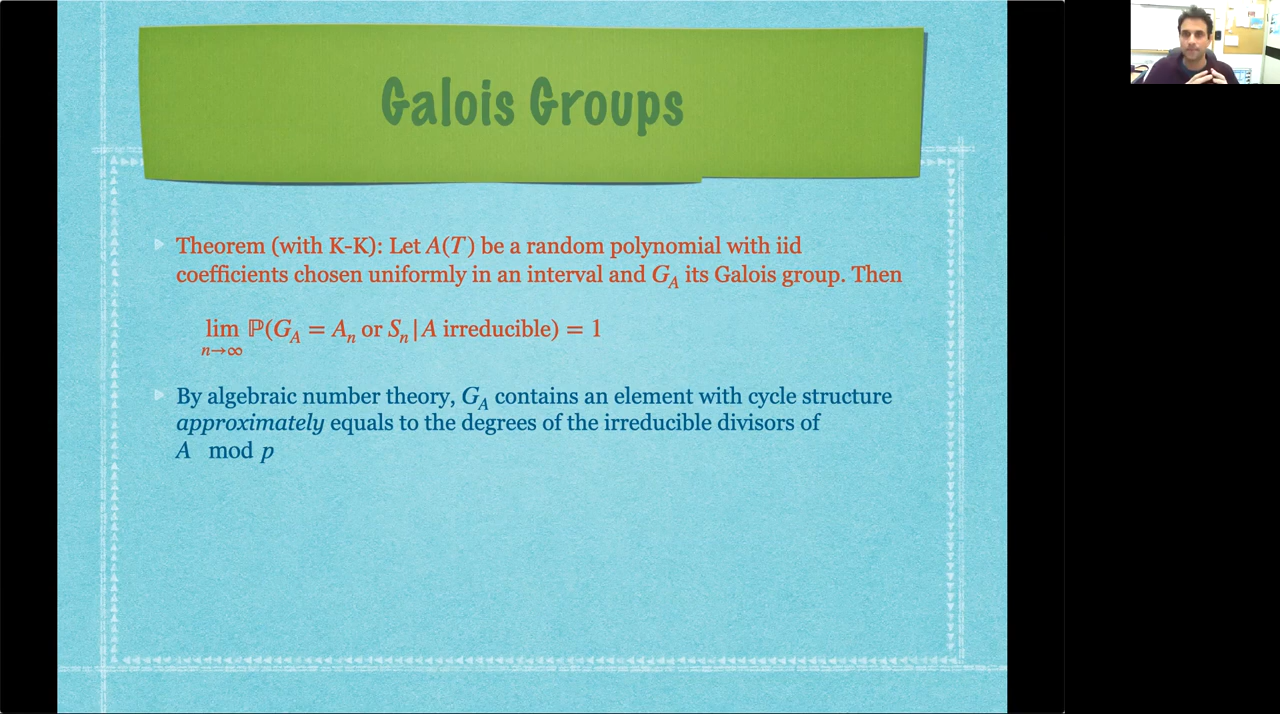 Galois Groups
Theorem (with K-K): Let A(T) be a random polynomial with iid
coefficients chosen uniformly in an interval and G_A its Galois group. Then
lim_{n→∞} ℙ(G_A = A_n or S_n | A irreducible) = 1
By algebraic number theory, G_A contains an element with cycle structure
approximately equals to the degrees of the irreducible divisors of
A mod p